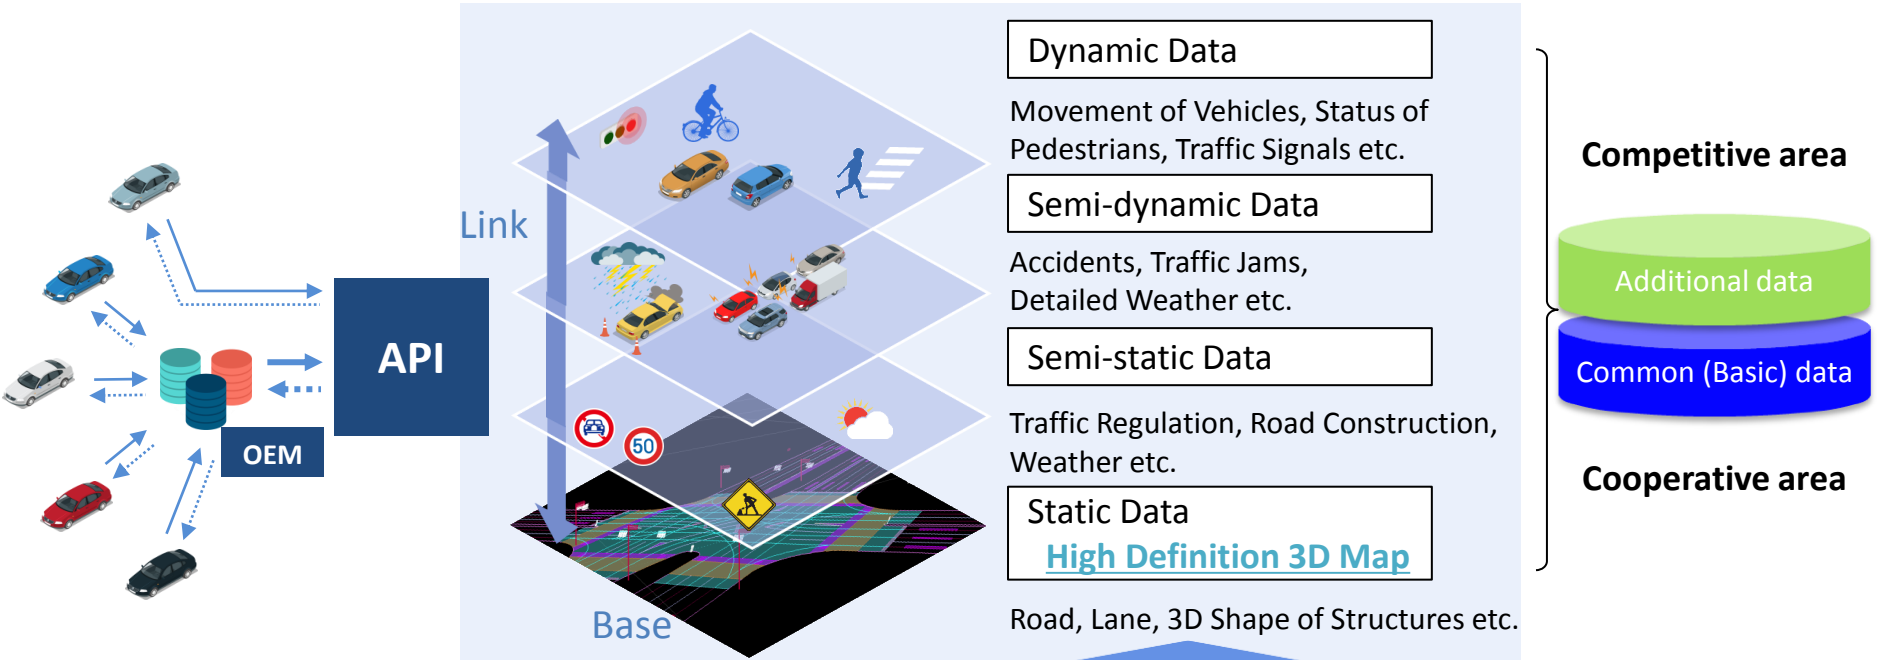 Dynamic Data
Movement of Vehicles, Status of
Pedestrians, Traffic Signals etc.
Semi-dynamic Data
Accidents, Traffic Jams,
Detailed Weather etc.
Semi-static Data
Traffic Regulation, Road Construction,
Weather etc.
Static Data
High Definition 3D Map
Road, Lane, 3D Shape of Structures etc.
Link
Base
50
API
OEM
Competitive area
Additional data
Common (Basic) data
Cooperative area